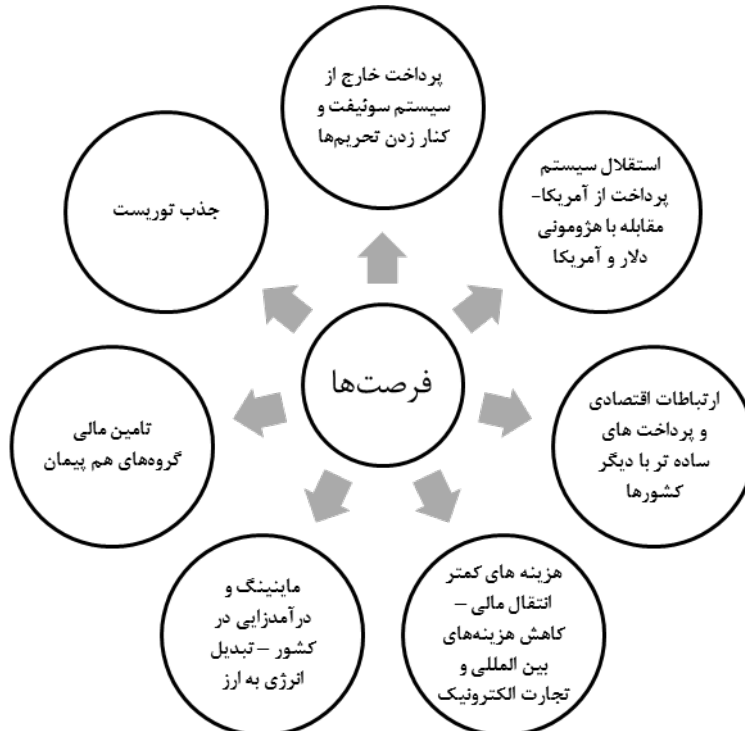 پرداخت خارج از
سیستم سوئیفت و
کنار زدن تحریم‌ها
استقلال سیستم
پرداخت از آمریکا-
مقابله با هژومونی
دلار و آمریکا
ارتباطات اقتصادی
و پرداخت های
ساده تر با دیگر
کشورها
هزینه های کمتر
انتقال مالی –
کاهش هزینه‌های
بین المللی و
تجارت الکترونیک
ماینینگ و
درآمدزایی در
کشور – تبدیل
انرژی به ارز
تامین مالی
گروه‌های هم پیمان
جذب توریست
فرصت‌ها